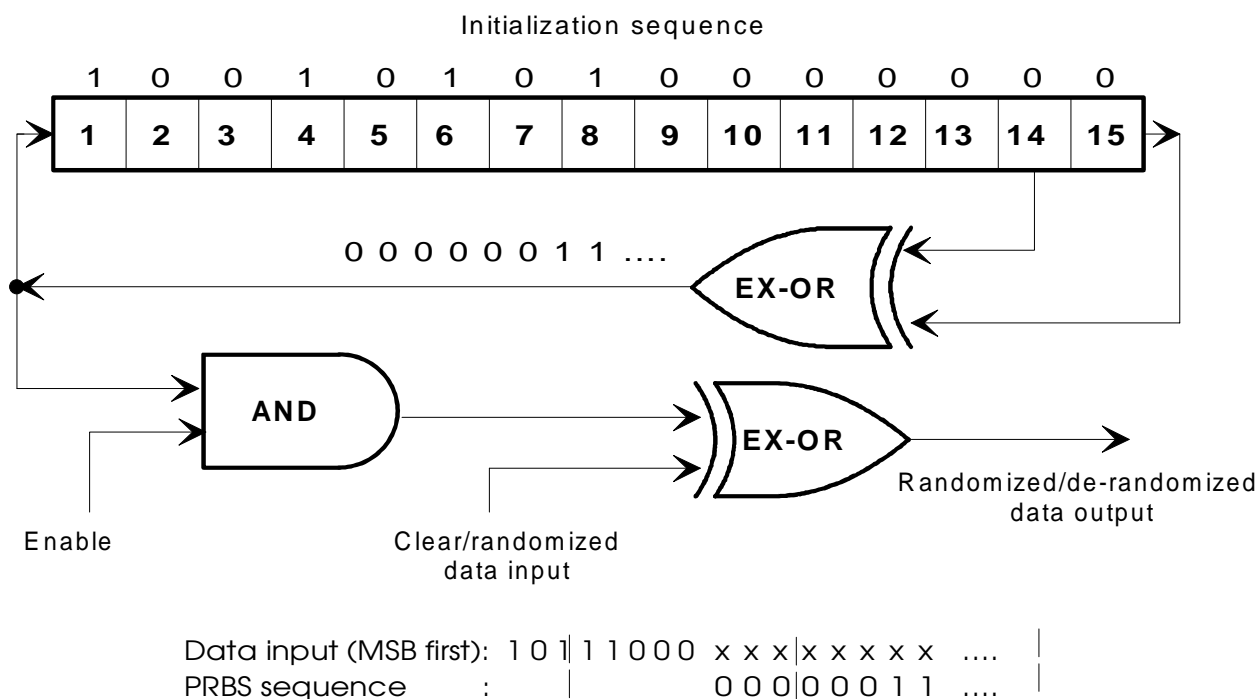 Initialization sequence
1 0 0 1 0 1 0 1 0 0 0 0 0 0 0
1 2 3 4 5 6 7 8 9 10 11 12 13 14 15
0 0 0 0 0 0 1 1 ....
EX-OR
AND
EX-OR
Enable
Clear/randomized
data input
Randomized/de-randomized
data output
Data input (MSB first): 1 0 1 1 1 0 0 0 x x x x x x x x ....
PRBS sequence : 0 0 0 0 0 0 1 1 ....